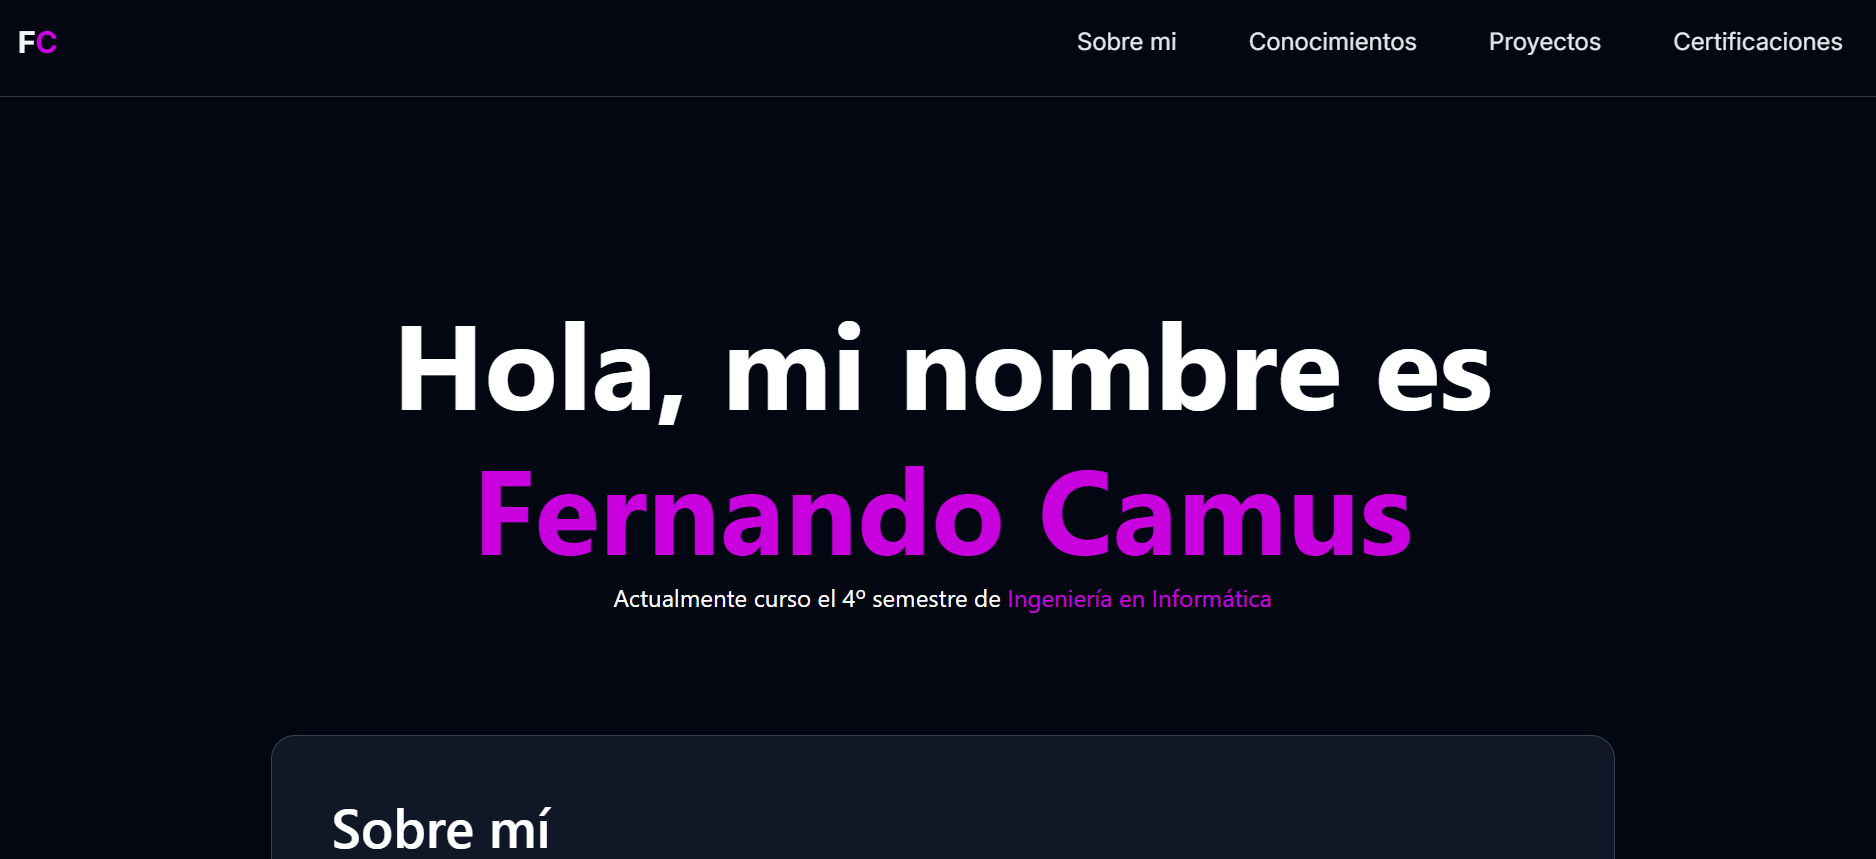 FC
Sobre mi
Conocimientos
Proyectos
Certificaciones
Hola, mi nombre es
Fernando Camus
Actualmente curso el 4º semestre de Ingeniería en Informática
Sobre mí